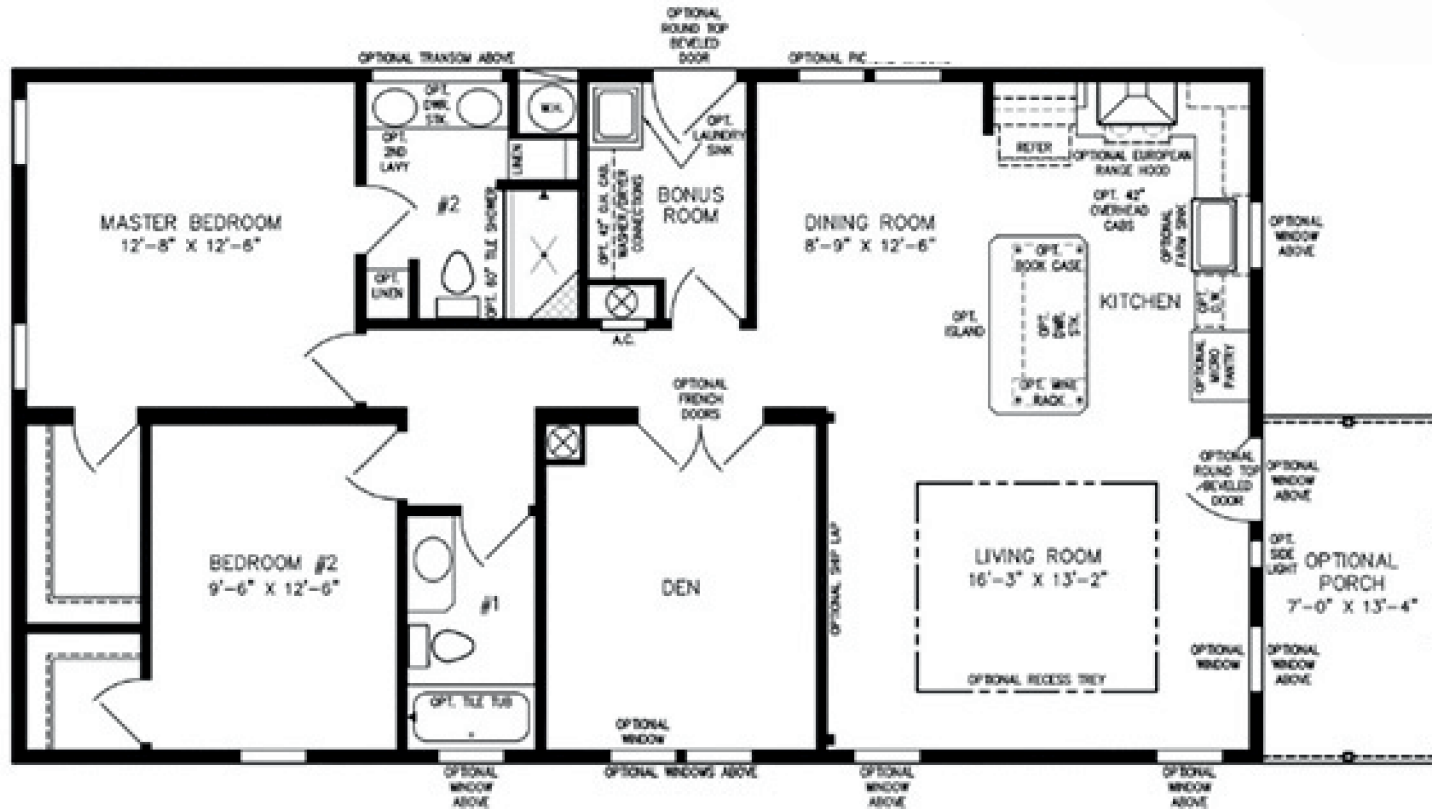 OPTIONAL
ROUND TOP
BEVELED
DOOR
OPTIONAL TRANSOM ABOVE
OPTIONAL PIC
OPT.
DWR.
STK.
W.H.
OPT.
2ND
LAVY
LINEN
#2
OPT. 60" TILE SHOWER
OPT.
LINEN
MASTER BEDROOM
12'-8" X 12'-6"
OPT.
LAUNDRY
SINK
OPT. 42" O.H. CAB.
WASHER/DRYER
CONNECTIONS
BONUS
ROOM
A.C.
DINING ROOM
8'-9" X 12'-6"
REFER
OPTIONAL EUROPEAN
RANGE HOOD
OPT. 42"
OVERHEAD
CABS
OPTIONAL
FARM SINK
OPTIONAL
WINDOW
ABOVE
OPT.
BOOK CASE
OPT.
DWR.
STK.
OPT. WINE
RACK
OPT.
ISLAND
KITCHEN
OPT.
D.W.
OPTIONAL
MICRO
PANTRY
OPTIONAL
FRENCH
DOORS
OPTIONAL
ROUND TOP
BEVELED
DOOR
OPTIONAL
WINDOW
ABOVE
OPT.
SIDE
LIGHT
OPTIONAL
PORCH
7'-0" X 13'-4"
BEDROOM #2
9'-6" X 12'-6"
#1
OPT. TILE TUB
DEN
OPTIONAL SHIP LAP
LIVING ROOM
16'-3" X 13'-2"
OPTIONAL RECESS TREY
OPTIONAL
WINDOW
OPTIONAL
WINDOW
ABOVE
OPTIONAL
WINDOW
OPTIONAL
WINDOW
ABOVE
OPTIONAL WINDOWS ABOVE
OPTIONAL
WINDOW
ABOVE
OPTIONAL
WINDOW
ABOVE